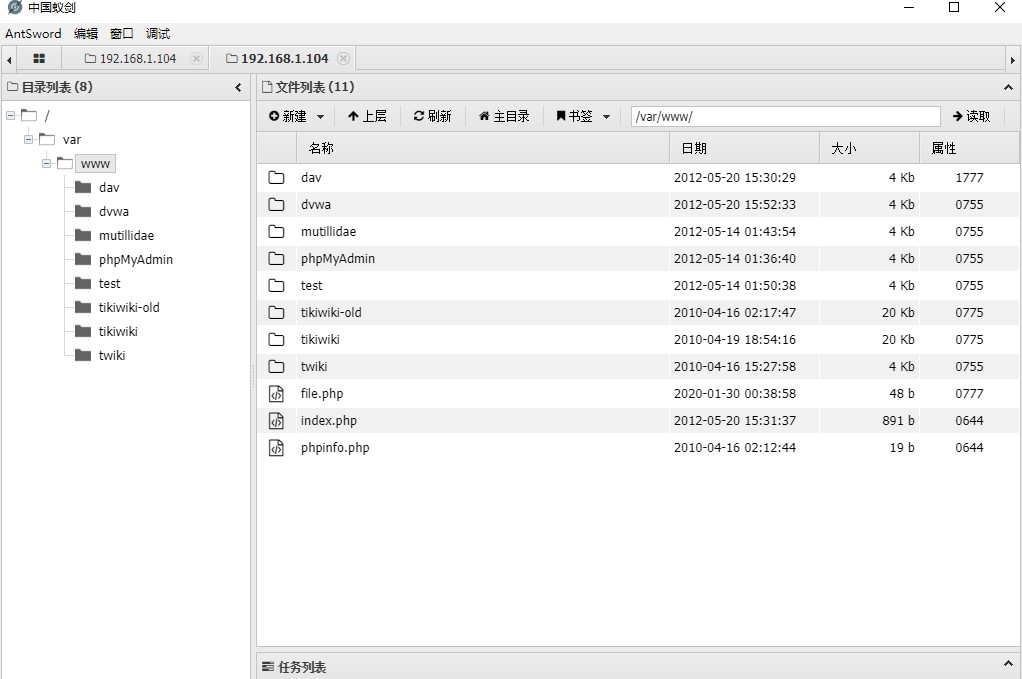 中国蚁剑
AntSword 编辑 窗口 调试
192.168.1.104 192.168.1.104
目录列表 (8)
/
var
www
dav
dvwa
mutillidae
phpMyAdmin
test
tikiwiki-old
tikiwiki
twiki
文件列表 (11)
新建 上层 刷新 主目录 书签 /var/www/ 读取
名称 日期 大小 属性
dav 2012-05-20 15:30:29 4 Kb 1777
dvwa 2012-05-20 15:52:33 4 Kb 0755
mutillidae 2012-05-14 01:43:54 4 Kb 0755
phpMyAdmin 2012-05-14 01:36:40 4 Kb 0755
test 2012-05-14 01:50:38 4 Kb 0755
tikiwiki-old 2010-04-16 02:17:47 20 Kb 0775
tikiwiki 2010-04-19 18:54:16 20 Kb 0775
twiki 2010-04-16 15:27:58 4 Kb 0755
file.php 2020-01-30 00:38:58 48 b 0777
index.php 2012-05-20 15:31:37 891 b 0644
phpinfo.php 2010-04-16 02:12:44 19 b 0644
任务列表